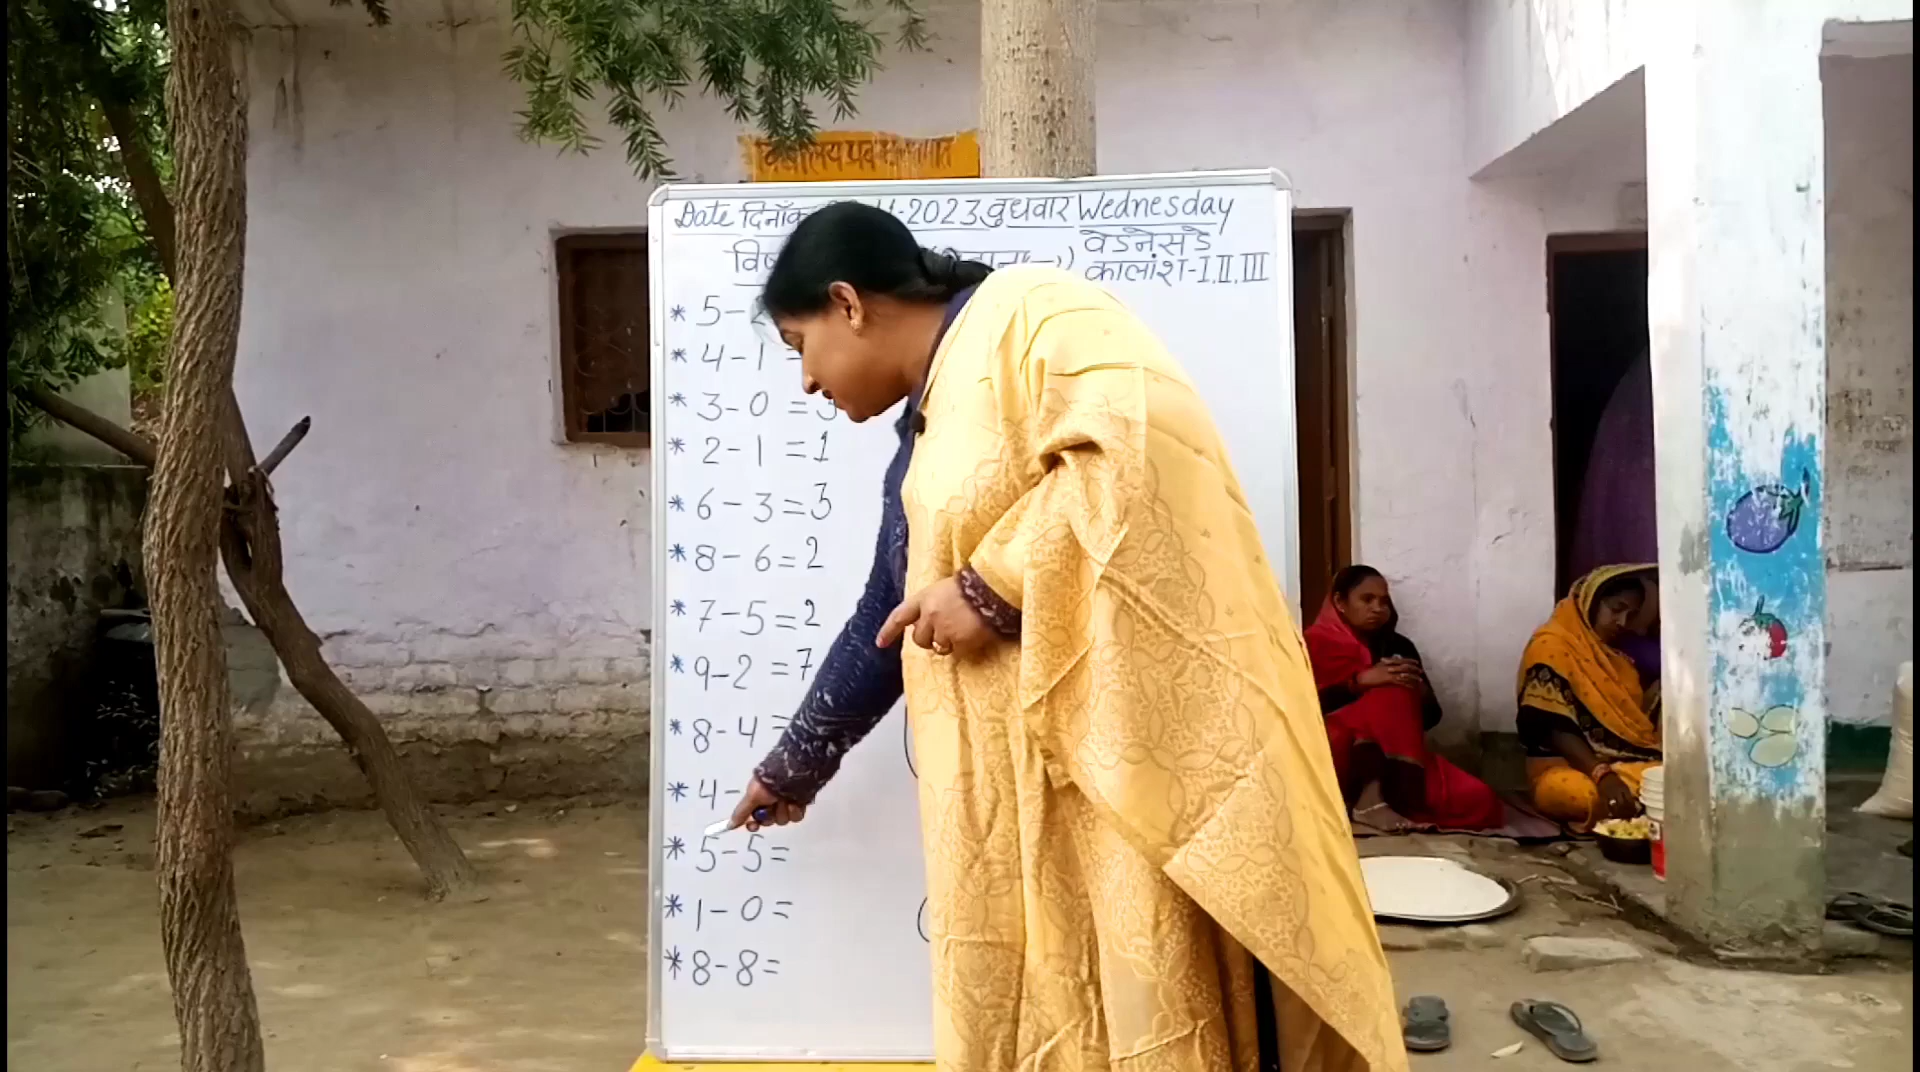 Date दिनाँक -2023 वुधवार Wednesday
वेडनेसडे
कालांश-I,II,III
* 5-2
* 4-1 =
* 3-0 = 3
* 2-1 = 1
* 6-3 = 3
* 8-6 = 2
* 7-5 = 2
* 9-2 = 7
* 8-4 =
* 4-
* 5-5=
* 1-0=
* 8-8=